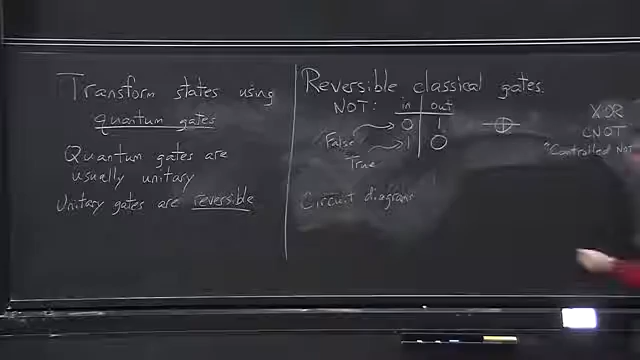 Transform states using
quantum gates
Quantum gates are
usually unitary
Unitary gates are reversible
Reversible classical gates.
NOT: in out
0 1
1 0
False
True
Circuit diagrams
XOR
CNOT
"Controlled NOT